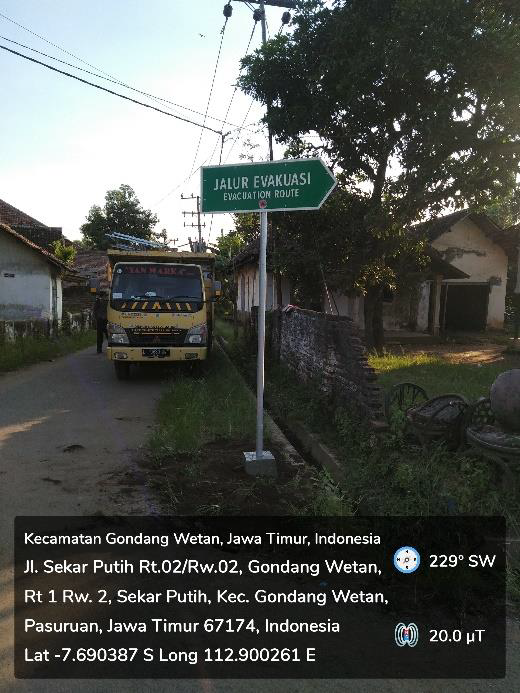 JALUR EVAKUASI
EVACUATION ROUTE
Kecamatan Gondang Wetan, Jawa Timur, Indonesia
Jl. Sekar Putih Rt.02/Rw.02, Gondang Wetan,
Rt 1 Rw. 2, Sekar Putih, Kec. Gondang Wetan,
Pasuruan, Jawa Timur 67174, Indonesia
Lat -7.690387 S Long 112.900261 E
229° SW
20.0 µT